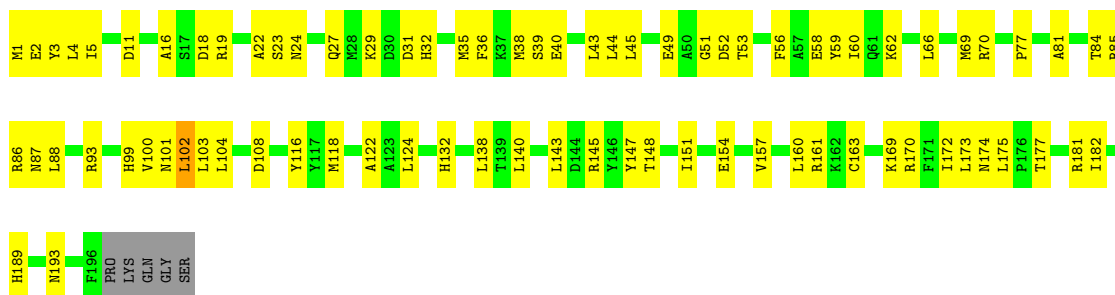 M1 E2 Y3 L4 I5 D11 A16 S17 D18 R19 A22 S23 N24 Q27 M28 K29 D30 D31 H32 M35 F36 K37 M38 S39 E40 L43 L44 L45 E49 A50 G51 D52 T53 F56 A57 E58 Y59 I60 Q61 K62 L66 M69 R70 P77 A81 T84
R86 N87 L88 R93 H99 V100 N101 L102 L103 L104 D108 Y116 Y117 M118 A122 A123 L124 H132 L138 T139 L140 L143 D144 R145 Y146 Y147 T148 I151 E154 V157 L160 R161 K162 C163 K169 R170 F171 I172 L173 N174 L175 P176 T177 R181 I182
H189 N193 F196 PRO LYS GLN GLY SER